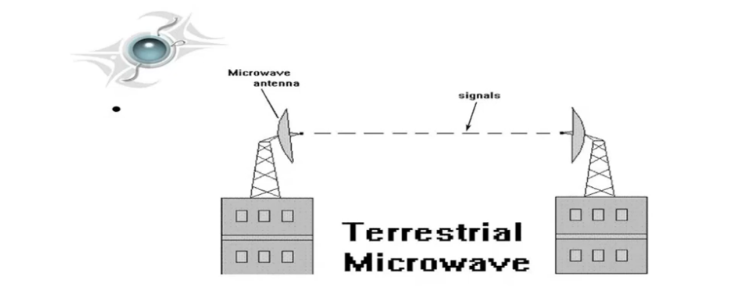 Microwave
antenna
signals
Terrestrial
Microwave